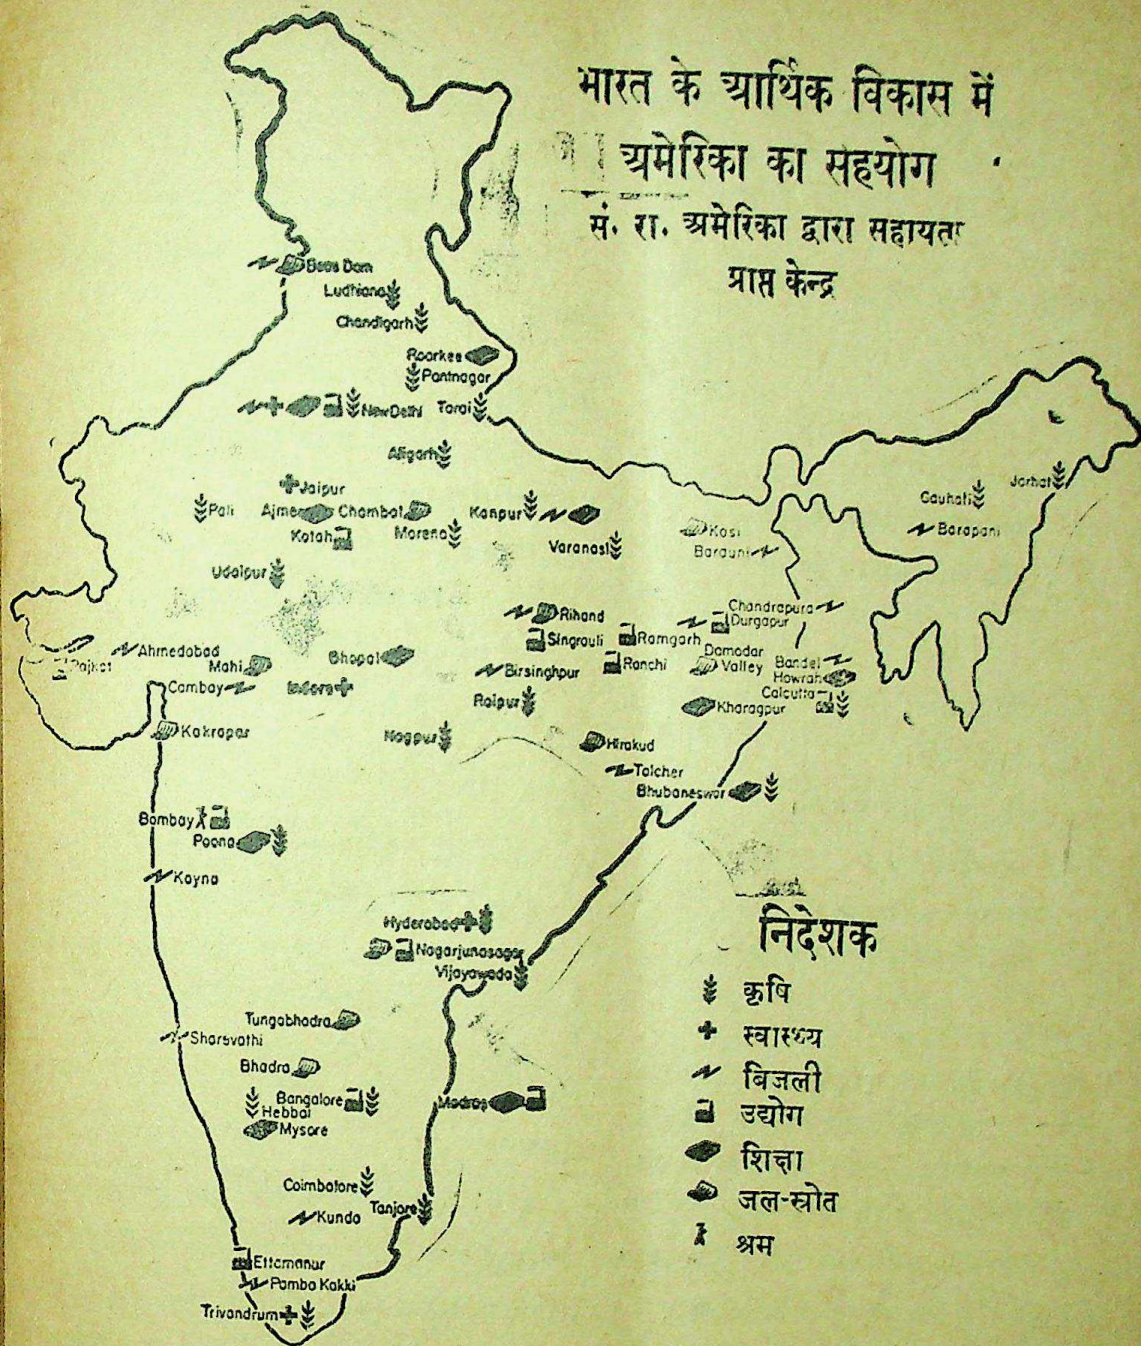 भारत के आर्थिक विकास में
अमेरिका का सहयोग
सं. रा. अमेरिका द्वारा सहायता
प्राप्त केन्द्र
Beas Dam
Ludhiana
Chandigarh
Roorkee
Pantnagar
New Delhi Tarai
Aligarh
Jaipur
Pali Ajmer Chambal Kanpur
Kotah Morena
Varanasi
Kosi
Barauni
Gauhati Jorhat
Barapani
Udaipur
Rihand
Chandrapura
Durgapur
Singrauli Ramgarh
Ahmedabad
Rajkot Mahi Bhopal
Birsinghpur Ranchi
Damodar
Valley
Bandel
Howrah
Cambay Indore
Raipur
Calcutta
Kharagpur
Kakrapar Nagpur
Hirakud
Talcher
Bhubaneswar
Bombay
Poona
Koyna
Hyderabad
Nagarjunasagar
Vijayawada
Tungabhadra
Sharavathi
Bhadra
Bangalore
Hebbal
Mysore
Madras
Coimbatore
Kunda Tanjore
Ettamanur
Pamba Kakki
Trivandrum
निदेशक
कृषि
स्वास्थ्य
बिजली
उद्योग
शिक्षा
जल-स्रोत
श्रम